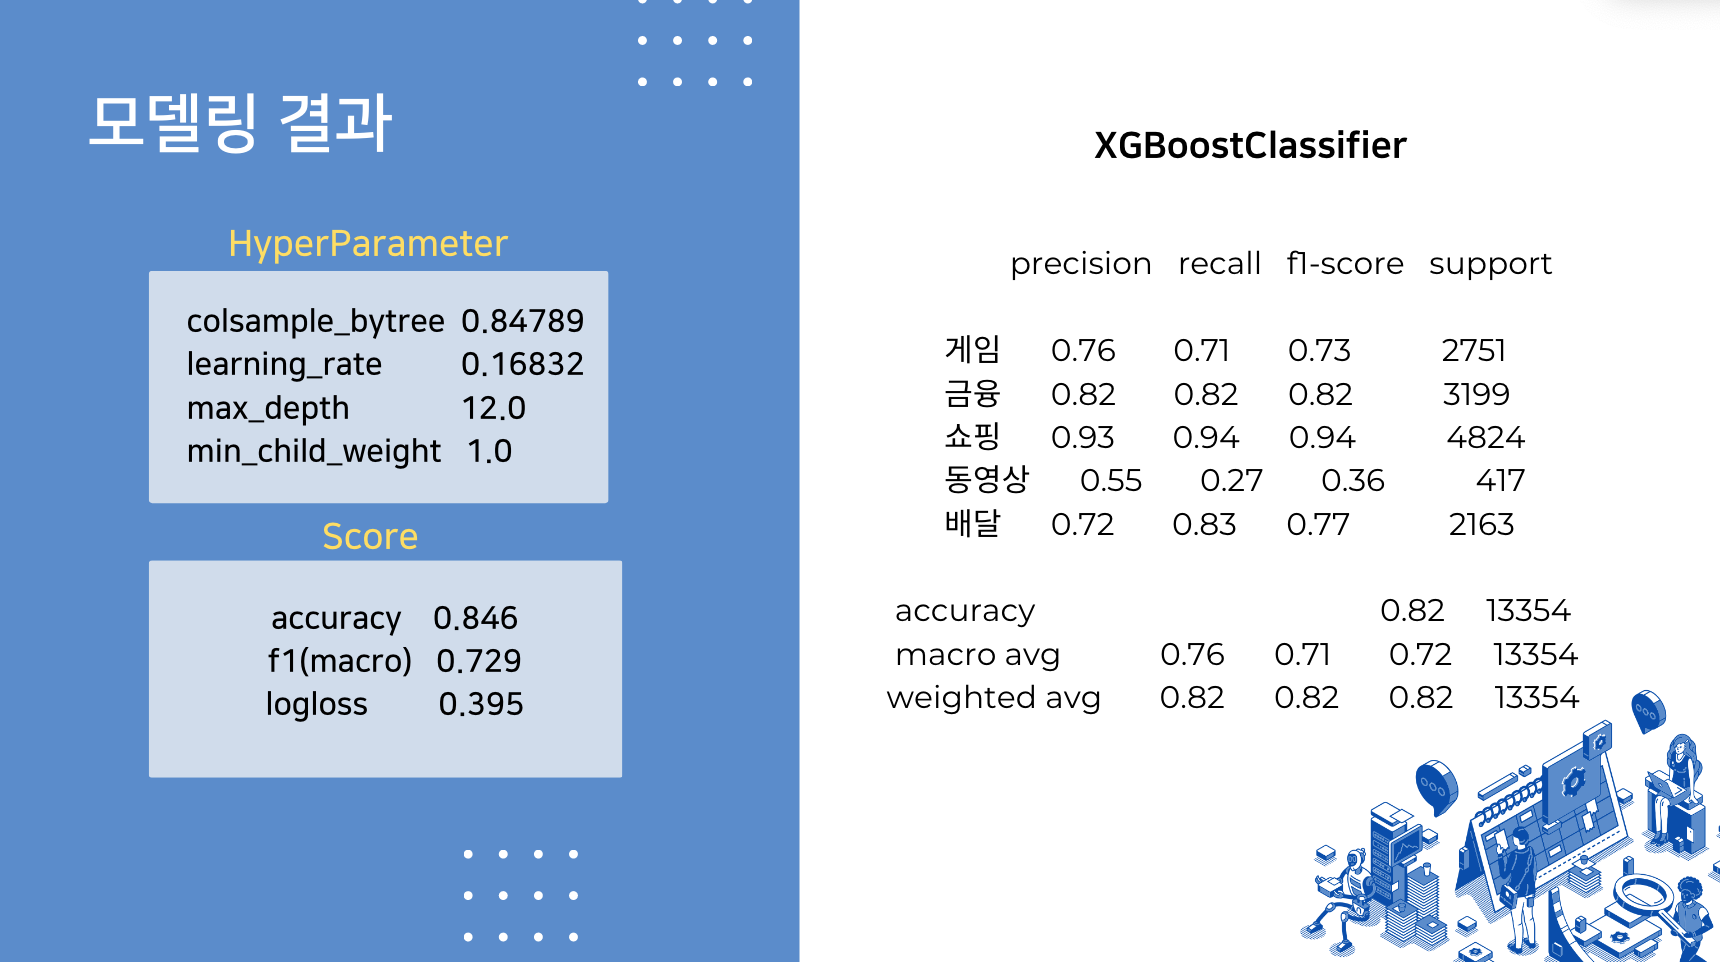 모델링 결과
HyperParameter
colsample_bytree 0.84789
learning_rate 0.16832
max_depth 12.0
min_child_weight 1.0
Score
accuracy 0.846
f1(macro) 0.729
logloss 0.395
XGBoostClassifier
precision recall f1-score support
게임 0.76 0.71 0.73 2751
금융 0.82 0.82 0.82 3199
쇼핑 0.93 0.94 0.94 4824
동영상 0.55 0.27 0.36 417
배달 0.72 0.83 0.77 2163
accuracy 0.82 13354
macro avg 0.76 0.71 0.72 13354
weighted avg 0.82 0.82 0.82 13354